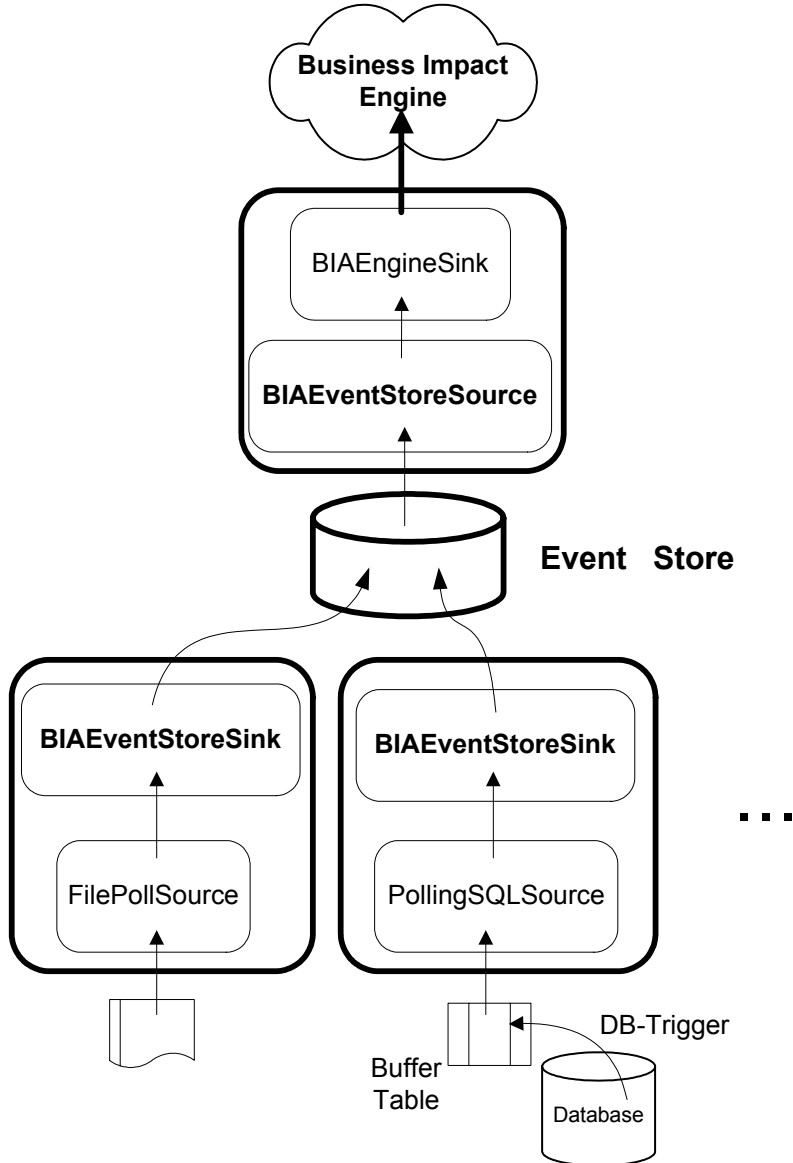 Business Impact
Engine
BIAEngineSink
BIAEventStoreSource
Event Store
BIAEventStoreSink
BIAEventStoreSink
FilePollSource
PollingSQLSource
...
DB-Trigger
Buffer
Table
Database